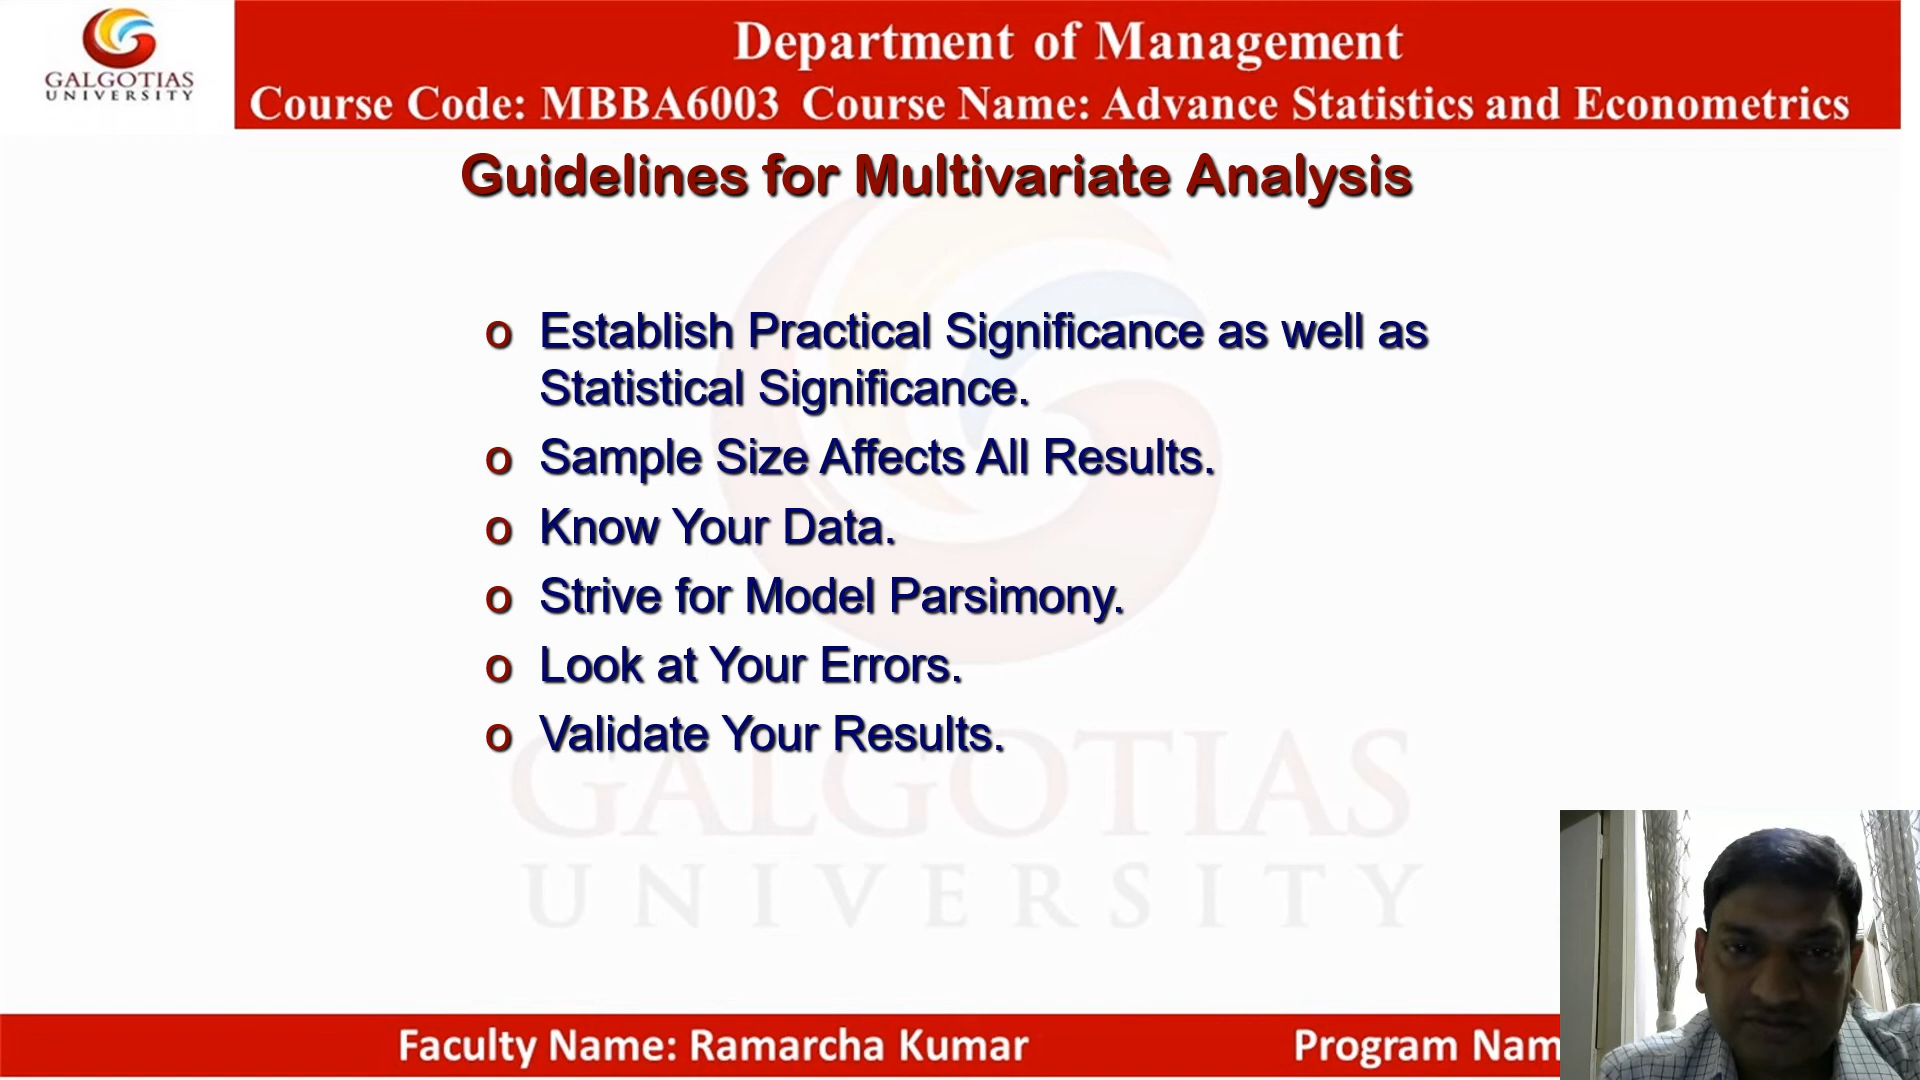 GALGOTIAS
UNIVERSITY
Department of Management
Course Code: MBBA6003 Course Name: Advance Statistics and Econometrics
Guidelines for Multivariate Analysis
o Establish Practical Significance as well as
Statistical Significance.
o Sample Size Affects All Results.
o Know Your Data.
o Strive for Model Parsimony.
o Look at Your Errors.
o Validate Your Results.
GALGOTIAS
UNIVERSITY
Faculty Name: Ramarcha Kumar
Program Nam